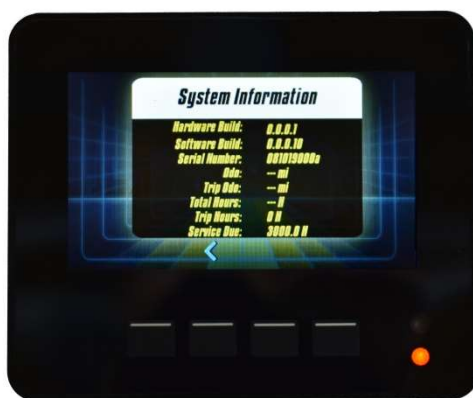 System Information
Hardware Build: 0.0.0.1
Software Build: 0.0.0.10
Serial Number: 001019000a
Odo: -- mi
Trip Odo: -- mi
Total Hours: -- H
Trip Hours: 0 H
Service Due: 3000.0 H